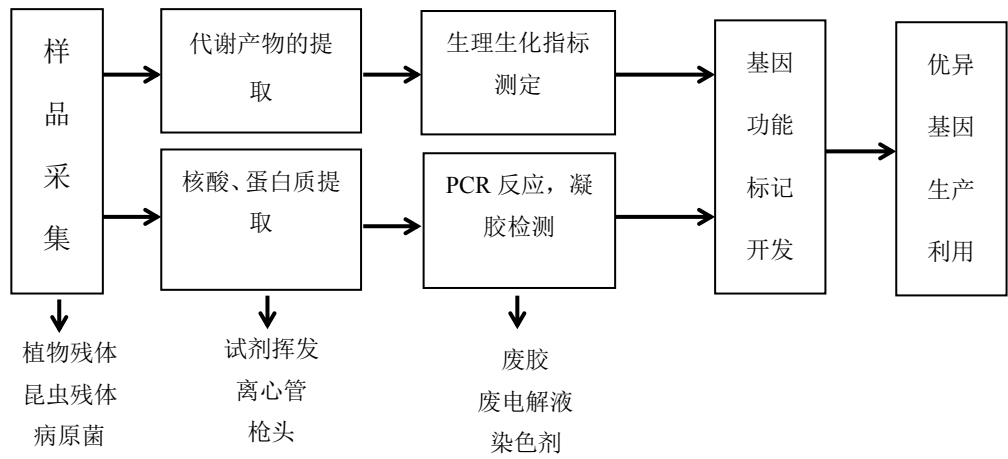 样
品
采
集
代谢产物的提
取
生理生化指标
测定
核酸、蛋白质提
取
PCR 反应，凝
胶检测
基因
功能
标记
开发
优异
基因
生产
利用
植物残体
昆虫残体
病原菌
试剂挥发
离心管
枪头
废胶
废电解液
染色剂